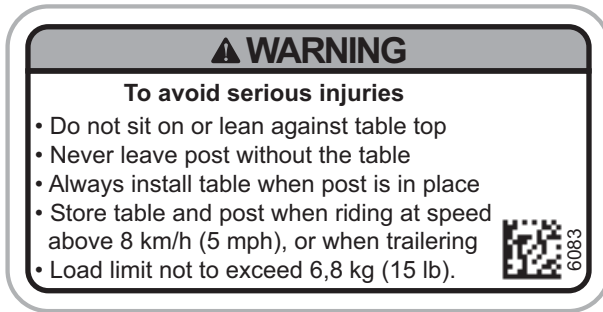 WARNING
To avoid serious injuries
• Do not sit on or lean against table top
• Never leave post without the table
• Always install table when post is in place
• Store table and post when riding at speed
above 8 km/h (5 mph), or when trailering
• Load limit not to exceed 6,8 kg (15 lb).
6083